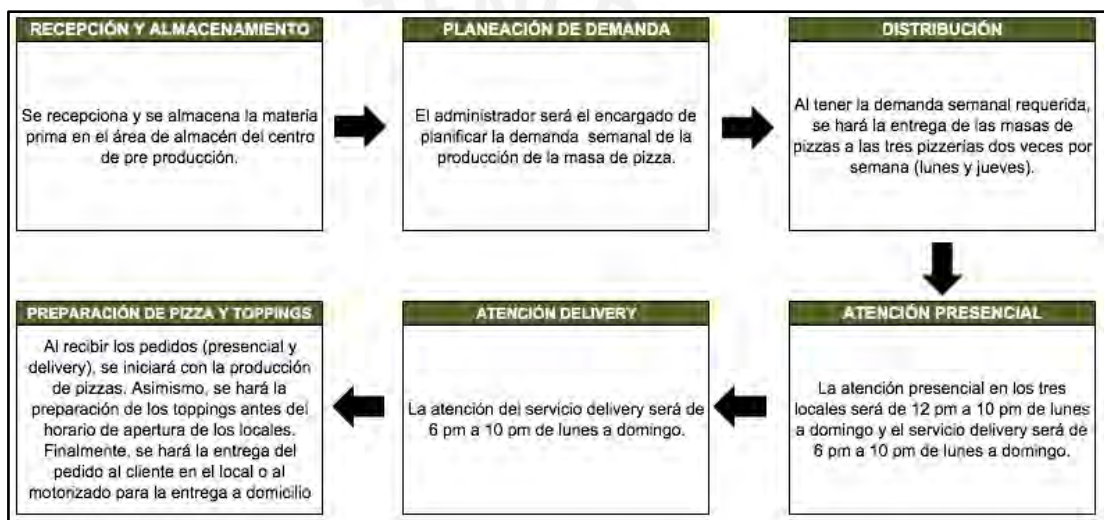 RECEPCIÓN Y ALMACENAMIENTO
Se recepciona y se almacena la materia
prima en el área de almacén del centro
de pre producción.
PLANEACIÓN DE DEMANDA
El administrador será el encargado de
planificar la demanda semanal de la
producción de la masa de pizza.
DISTRIBUCIÓN
Al tener la demanda semanal requerida,
se hará la entrega de las masas de
pizzas a las tres pizzerías dos veces por
semana (lunes y jueves).
ATENCIÓN PRESENCIAL
La atención presencial en los tres
locales será de 12 pm a 10 pm de lunes
a domingo y el servicio delivery será de
6 pm a 10 pm de lunes a domingo.
ATENCIÓN DELIVERY
La atención del servicio delivery será de
6 pm a 10 pm de lunes a domingo.
PREPARACIÓN DE PIZZA Y TOPPINGS
Al recibir los pedidos (presencial y
delivery), se iniciará con la producción
de pizzas. Asimismo, se hará la
preparación de los toppings antes del
horario de apertura de los locales.
Finalmente, se hará la entrega del
pedido al cliente en el local o al
motorizado para la entrega a domicilio